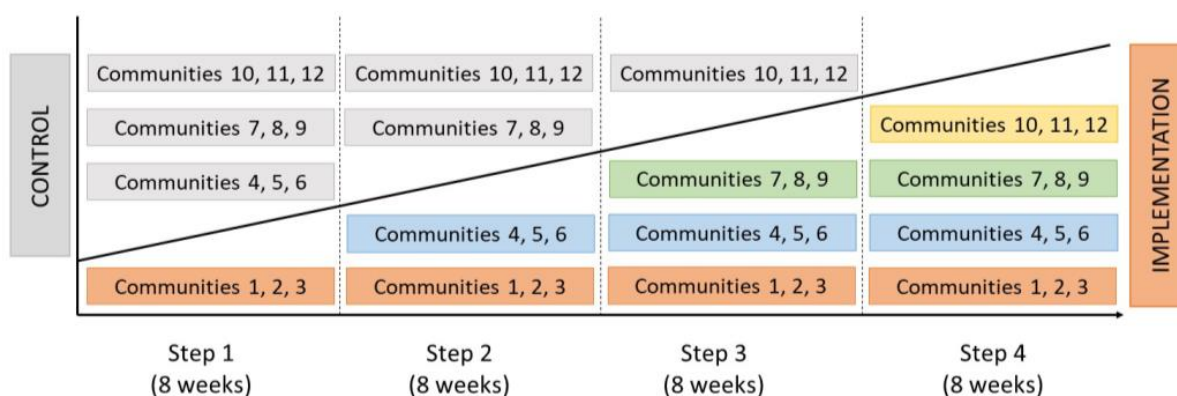 CONTROL
Communities 10, 11, 12
Communities 10, 11, 12
Communities 10, 11, 12
Communities 7, 8, 9
Communities 7, 8, 9
Communities 10, 11, 12
Communities 4, 5, 6
Communities 7, 8, 9
Communities 7, 8, 9
Communities 4, 5, 6
Communities 4, 5, 6
Communities 4, 5, 6
Communities 1, 2, 3
Communities 1, 2, 3
Communities 1, 2, 3
Communities 1, 2, 3
IMPLEMENTATION
Step 1
(8 weeks)
Step 2
(8 weeks)
Step 3
(8 weeks)
Step 4
(8 weeks)